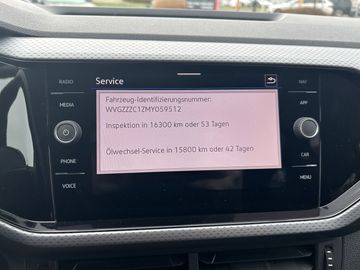 RADIO
Service
NAV
Fahrzeug-Identifizierungsnummer:
WVGZZZC1ZMY059512
MEDIA
APP
Inspektion in 16300 km oder 53 Tagen
PHONE
CAR
Ölwechsel-Service in 15800 km oder 42 Tagen
VOICE
MENU